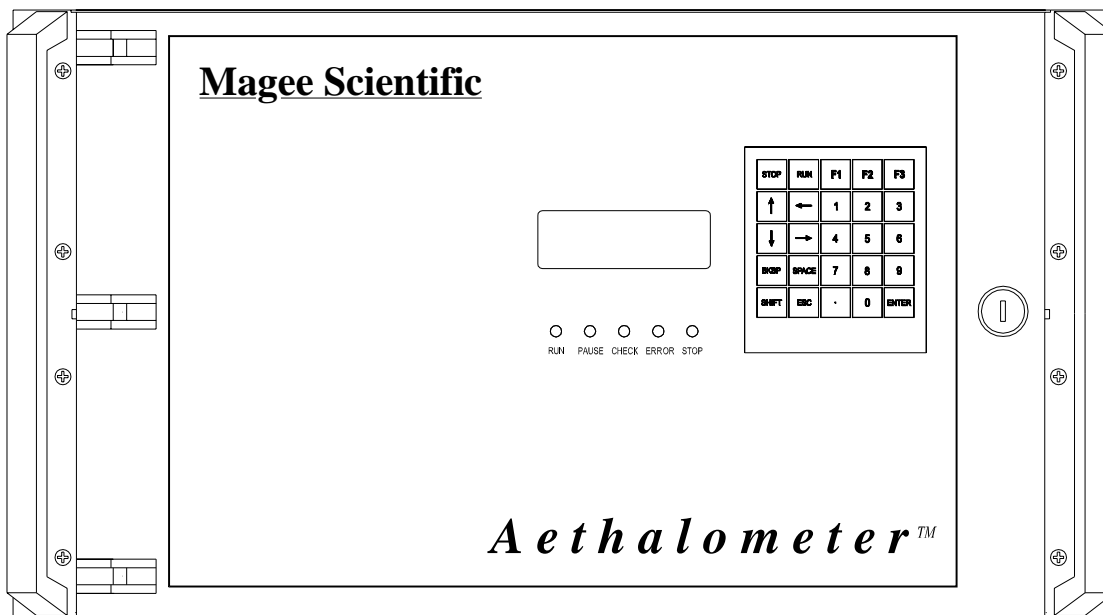 Magee Scientific
STOP RUN F1 F2 F3
↑ ← 1 2 3
↓ → 4 5 6
BKSP SPACE 7 8 9
SHIFT ESC . 0 ENTER
RUN PAUSE CHECK ERROR STOP
Aethalometer™